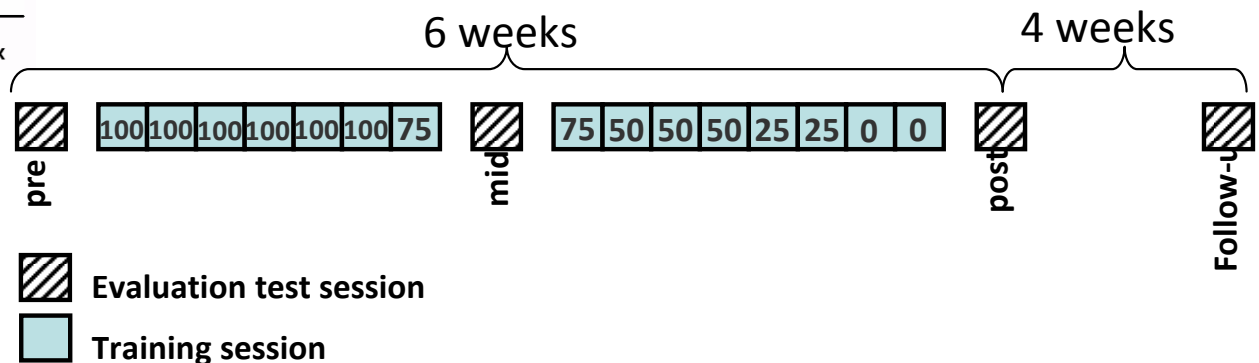 x
6 weeks
4 weeks
100 100 100 100 100 100 75
75 50 50 50 25 25 0 0
pre
mid
post
Follow-u
Evaluation test session
Training session